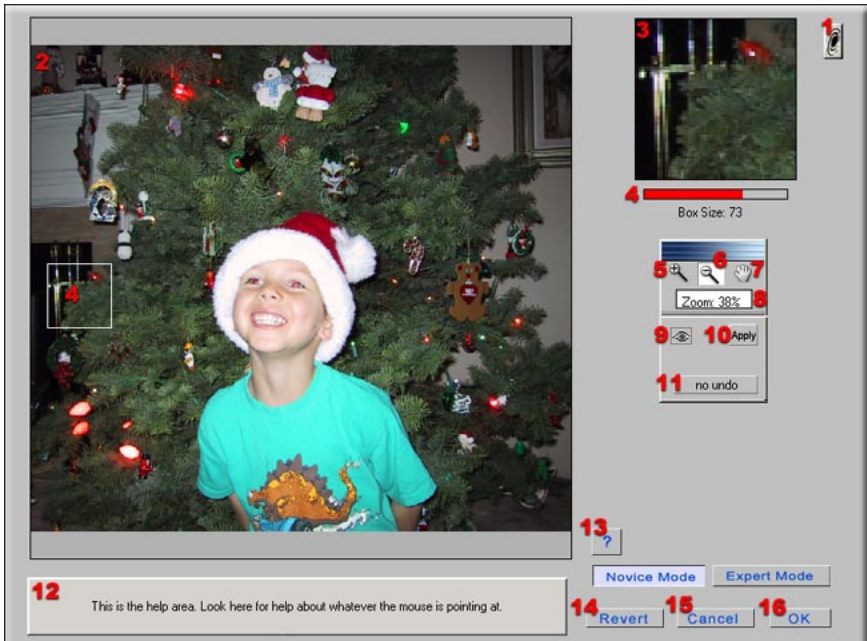 1
2
3
4
Box Size: 73
4
5
6
7
Zoom: 38%
8
9
10
Apply
11
no undo
13
?
Novice Mode
Expert Mode
12
This is the help area. Look here for help about whatever the mouse is pointing at.
14
Revert
15
Cancel
16
OK